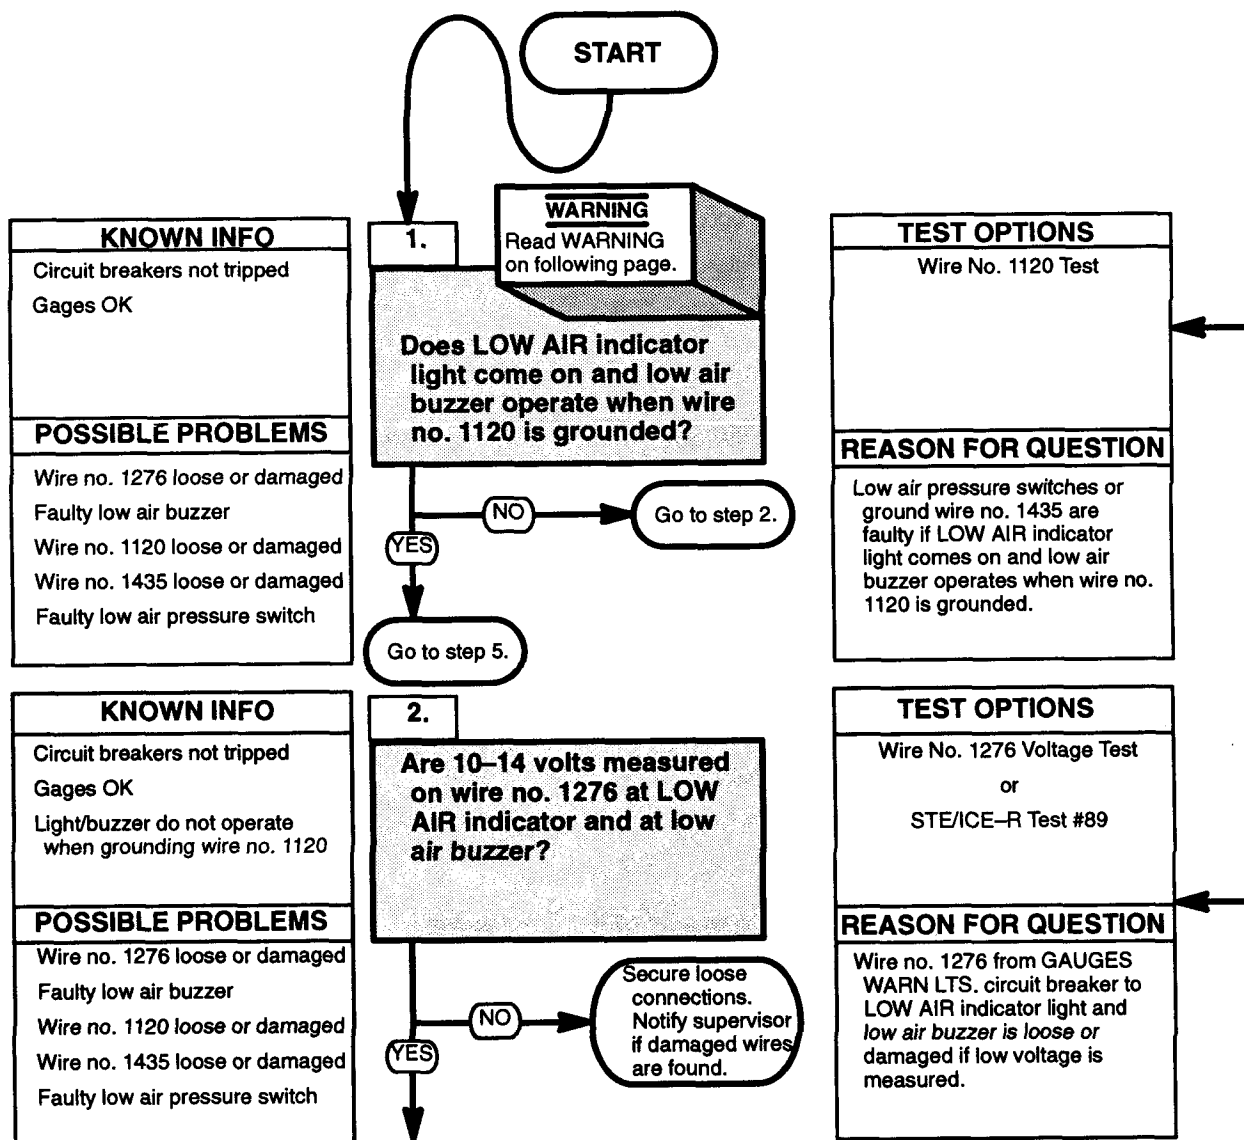 START
KNOWN INFO
Circuit breakers not tripped
Gages OK
POSSIBLE PROBLEMS
Wire no. 1276 loose or damaged
Faulty low air buzzer
Wire no. 1120 loose or damaged
Wire no. 1435 loose or damaged
Faulty low air pressure switch
1.
WARNING
Read WARNING
on following page.
Does LOW AIR indicator
light come on and low air
buzzer operate when wire
no. 1120 is grounded?
NO
Go to step 2.
YES
Go to step 5.
TEST OPTIONS
Wire No. 1120 Test
REASON FOR QUESTION
Low air pressure switches or
ground wire no. 1435 are
faulty if LOW AIR indicator
light comes on and low air
buzzer operates when wire no.
1120 is grounded.
KNOWN INFO
Circuit breakers not tripped
Gages OK
Light/buzzer do not operate
when grounding wire no. 1120
POSSIBLE PROBLEMS
Wire no. 1276 loose or damaged
Faulty low air buzzer
Wire no. 1120 loose or damaged
Wire no. 1435 loose or damaged
Faulty low air pressure switch
2.
Are 10–14 volts measured
on wire no. 1276 at LOW
AIR indicator and at low
air buzzer?
NO
Secure loose
connections.
Notify supervisor
if damaged wires
are found.
YES
TEST OPTIONS
Wire No. 1276 Voltage Test
or
STE/ICE–R Test #89
REASON FOR QUESTION
Wire no. 1276 from GAUGES
WARN LTS. circuit breaker to
LOW AIR indicator light and
low air buzzer is loose or
damaged if low voltage is
measured.